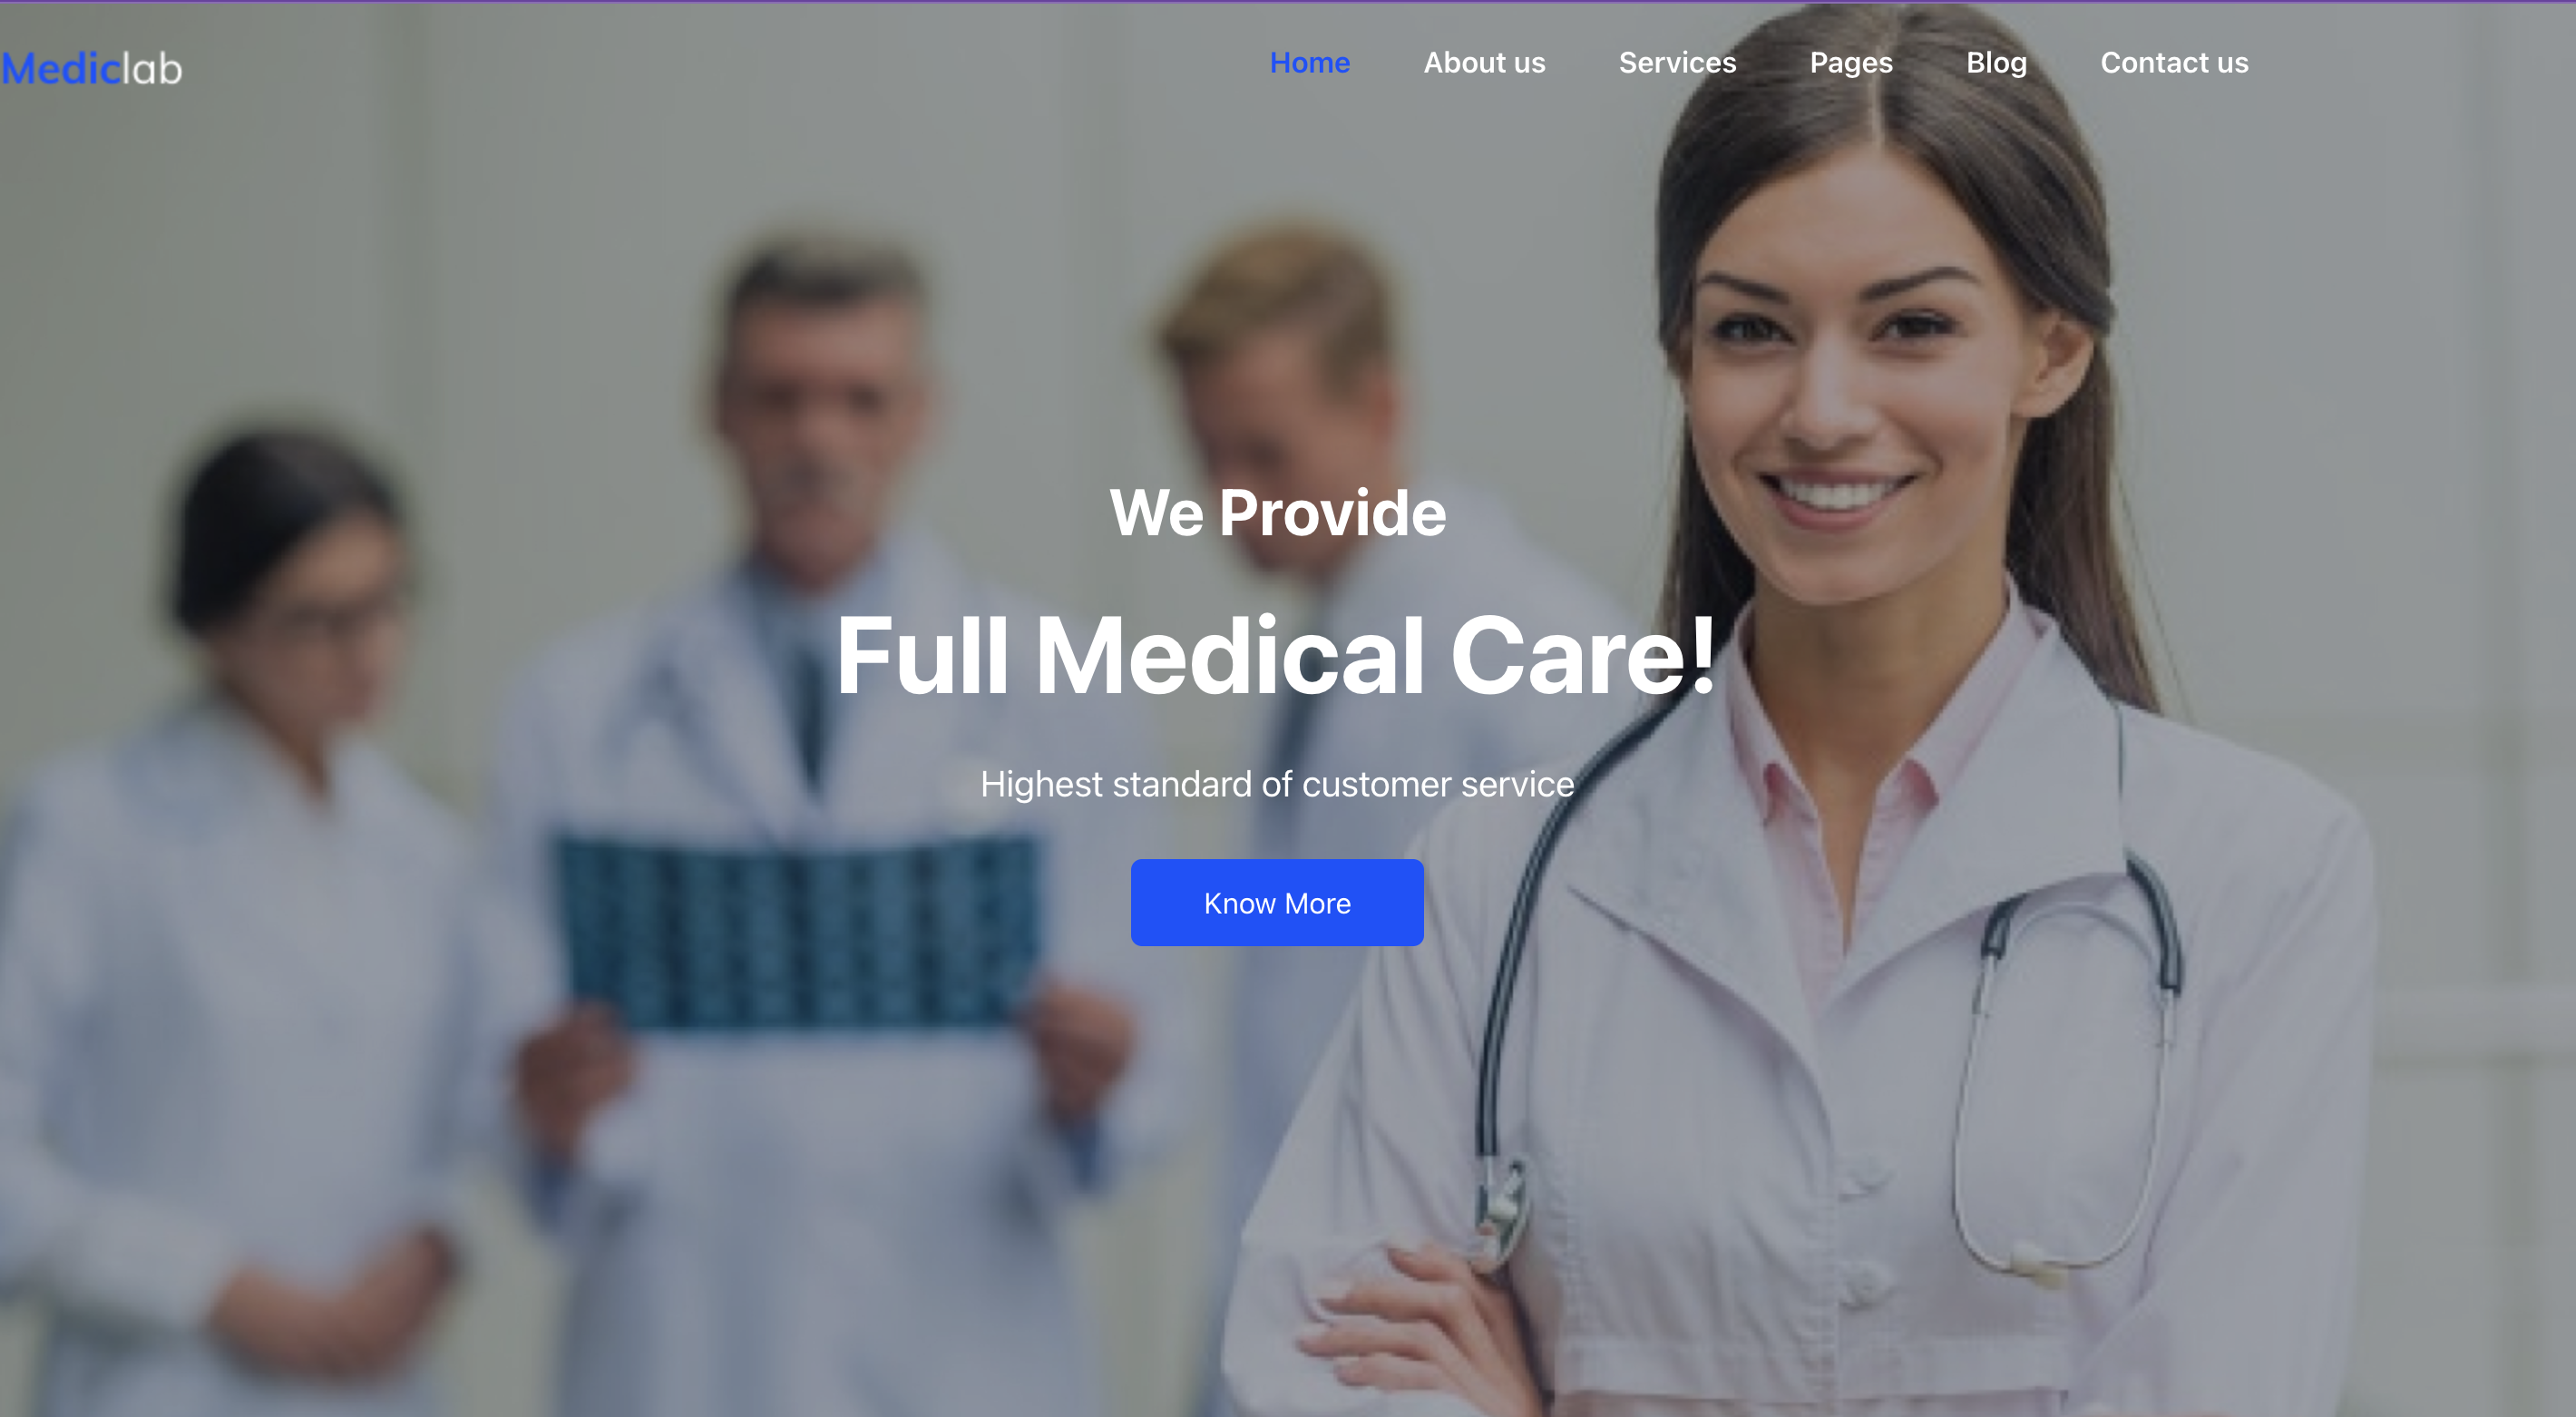 Mediclab
Home About us Services Pages Blog Contact us
We Provide
Full Medical Care!
Highest standard of customer service
Know More